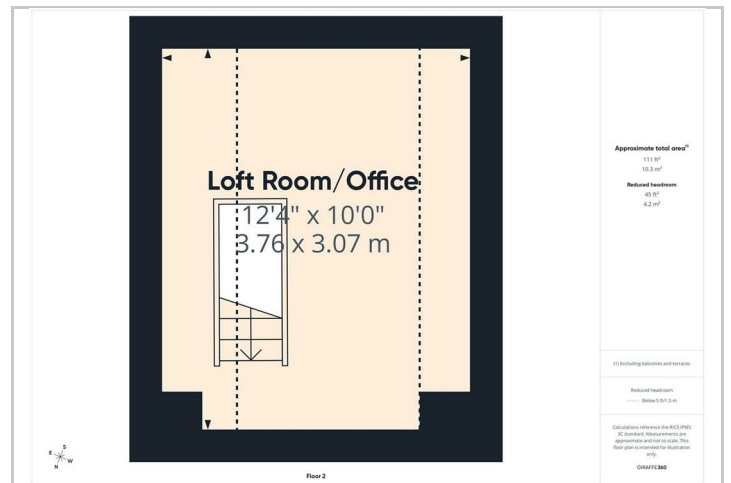 Loft Room/Office
12'4" x 10'0"
3.76 x 3.07 m
Approximate total area(1)
111 ft²
10.3 m²
Reduced headroom
45 ft²
4.2 m²
(1) Excluding balconies and terraces
Reduced headroom
Below 5 ft/1.5 m
Calculations reference the RICS IPMS
3C standard. Measurements are
approximate and not to scale. This
floor plan is intended for illustration
only.
GIRAFFE360
S
E
W
N
Floor 2